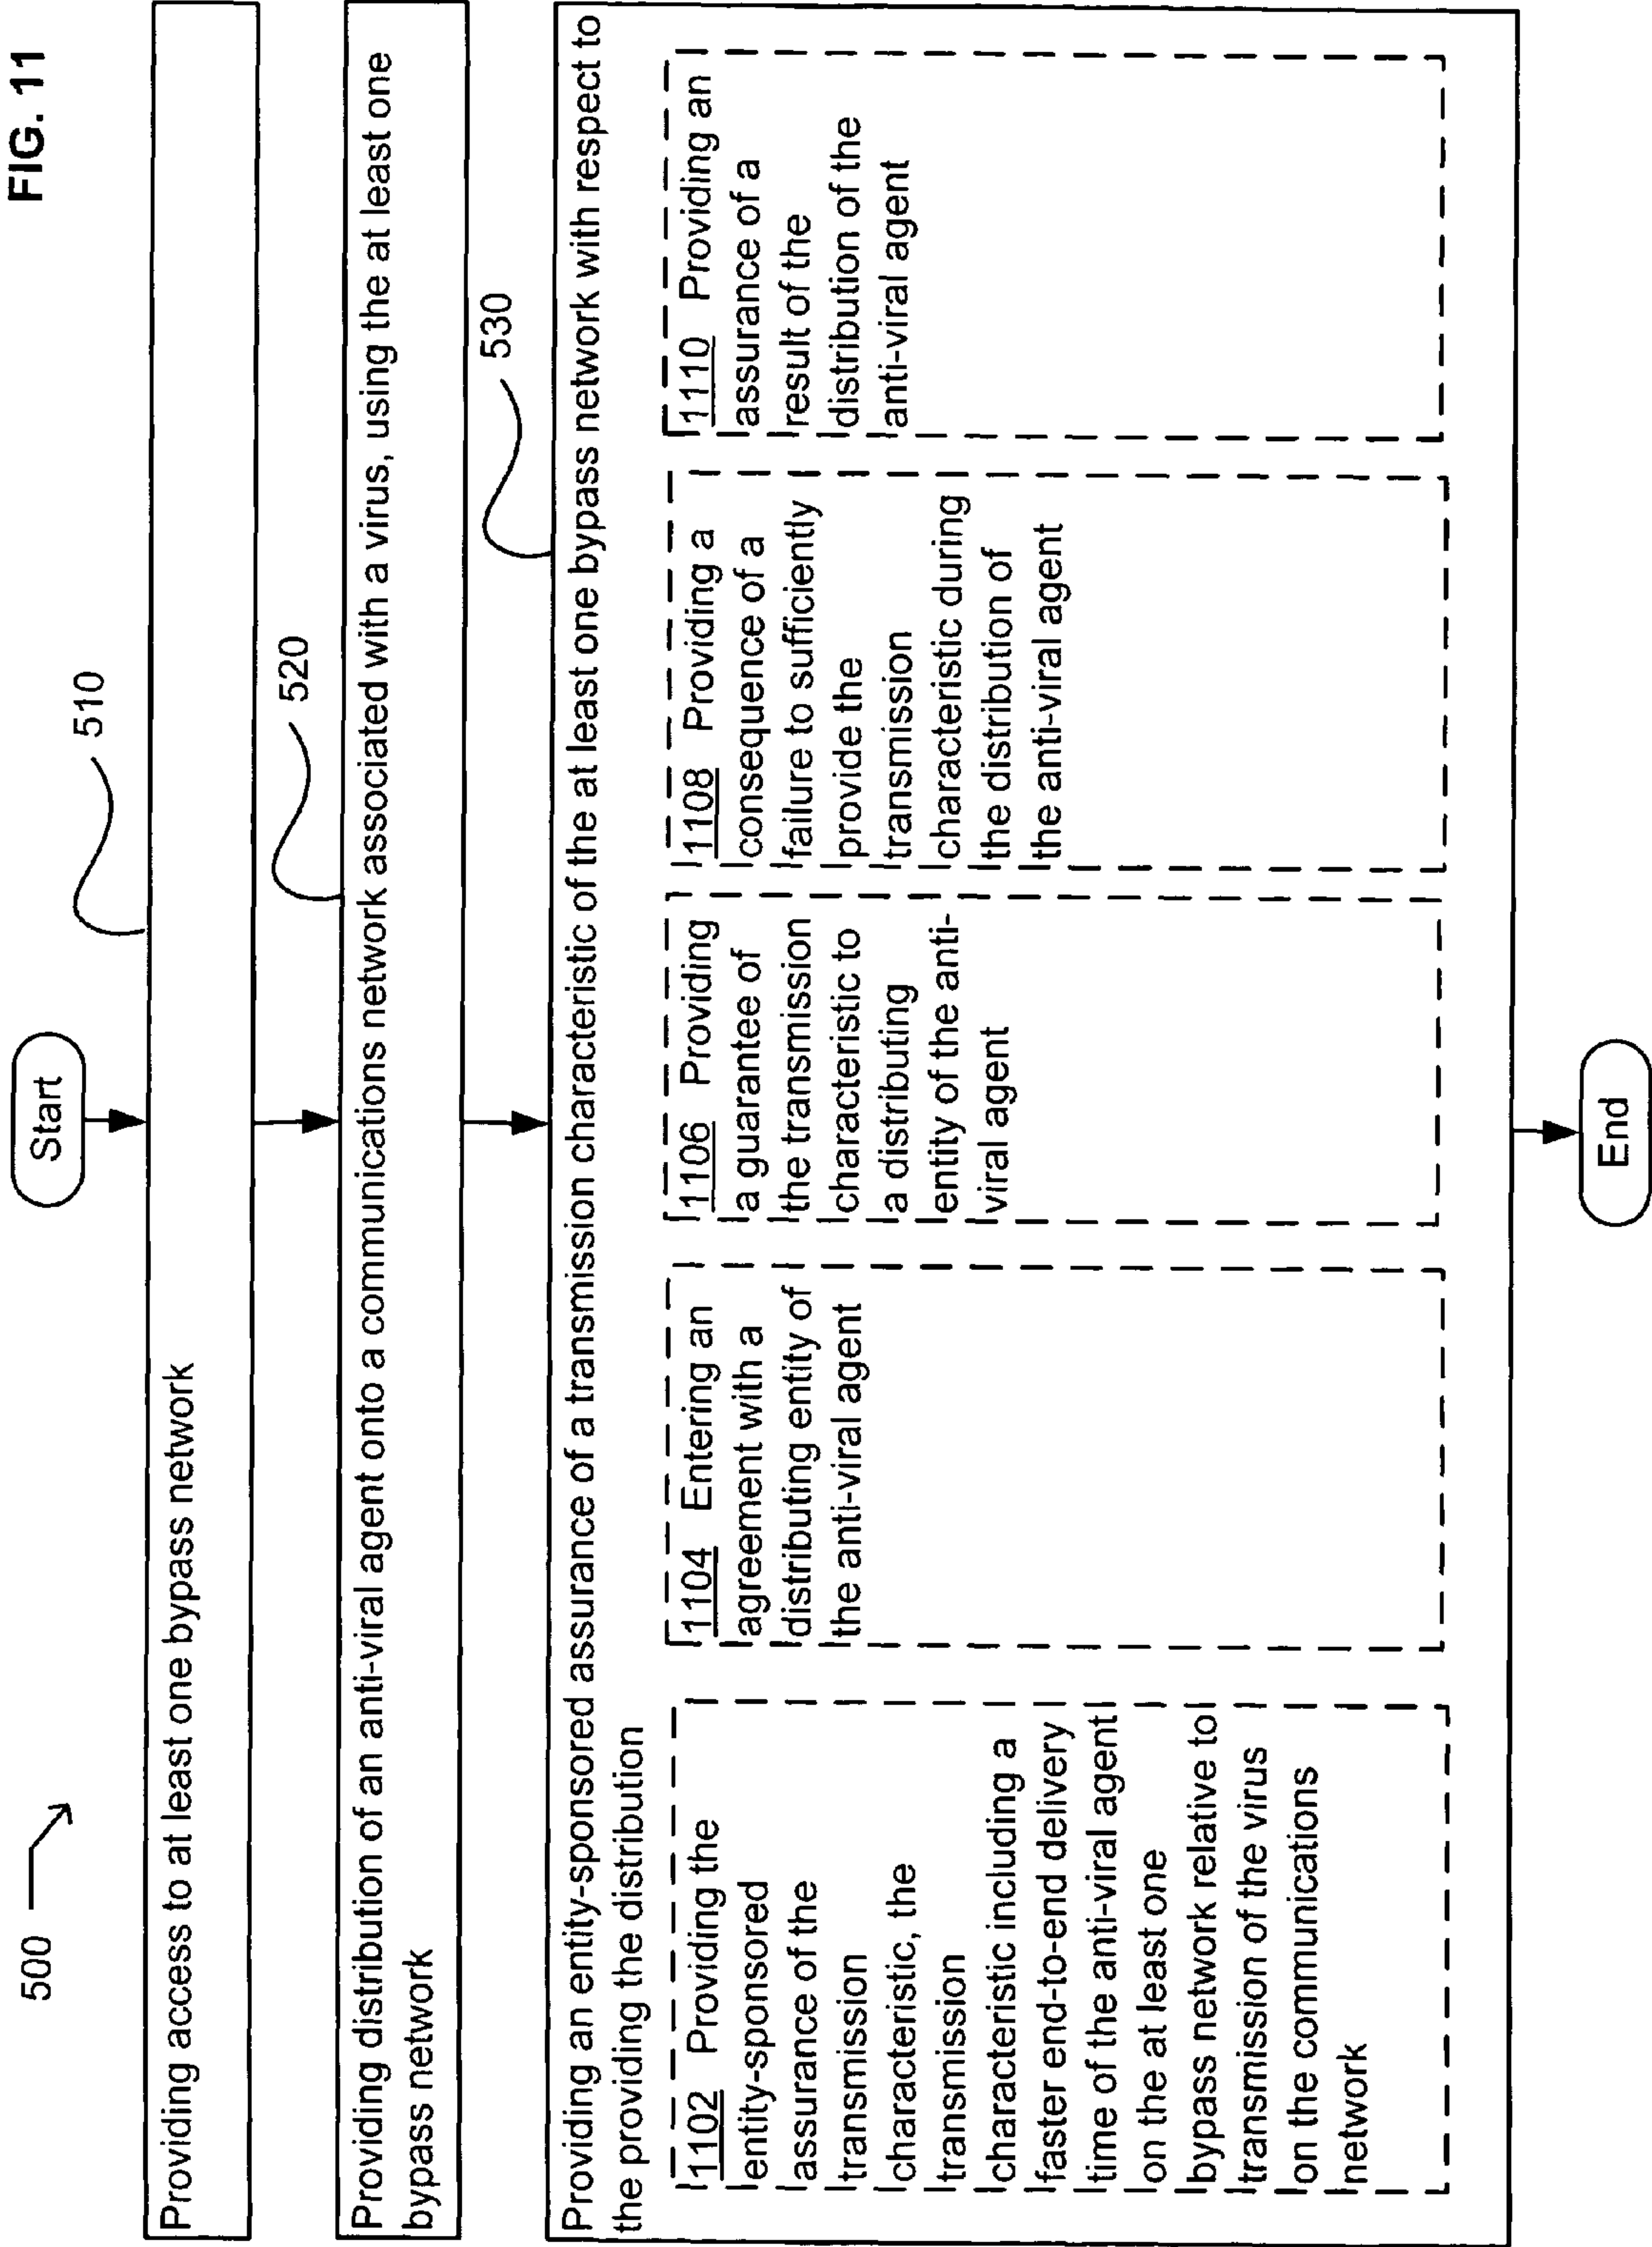 FIG. 11
500
Start
510
Providing access to at least one bypass network
520
Providing distribution of an anti-viral agent onto a communications network associated with a virus, using the at least one
bypass network
530
Providing an entity-sponsored assurance of a transmission characteristic of the at least one bypass network with respect to
the providing the distribution
1102 Providing the
entity-sponsored
assurance of the
transmission
characteristic, the
transmission
characteristic including a
faster end-to-end delivery
time of the anti-viral agent
on the at least one
bypass network relative to
transmission of the virus
on the communications
network
1104 Entering an
agreement with a
distributing entity of
the anti-viral agent
1106 Providing
a guarantee of
the transmission
characteristic to
a distributing
entity of the anti-
viral agent
1108 Providing a
consequence of a
failure to sufficiently
provide the
transmission
characteristic during
the distribution of
the anti-viral agent
1110 Providing an
assurance of a
result of the
distribution of the
anti-viral agent
End